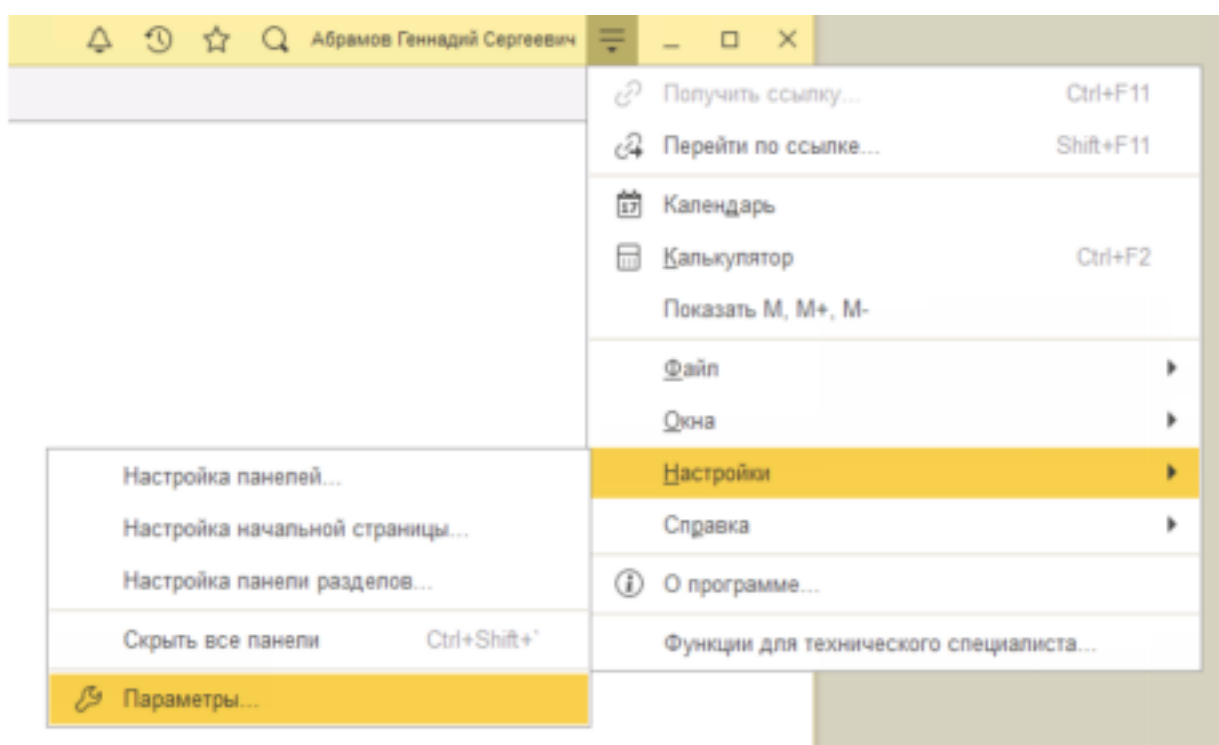 Абрамов Геннадий Сергеевич
Получить ссылку... Ctrl+F11
Перейти по ссылке... Shift+F11
17
Календарь
Калькулятор Ctrl+F2
Показать M, M+, M-
Файл
Окна
Настройки
Справка
О программе...
Функции для технического специалиста...
Настройка панелей...
Настройка начальной страницы...
Настройка панели разделов...
Скрыть все панели Ctrl+Shift+`
Параметры...